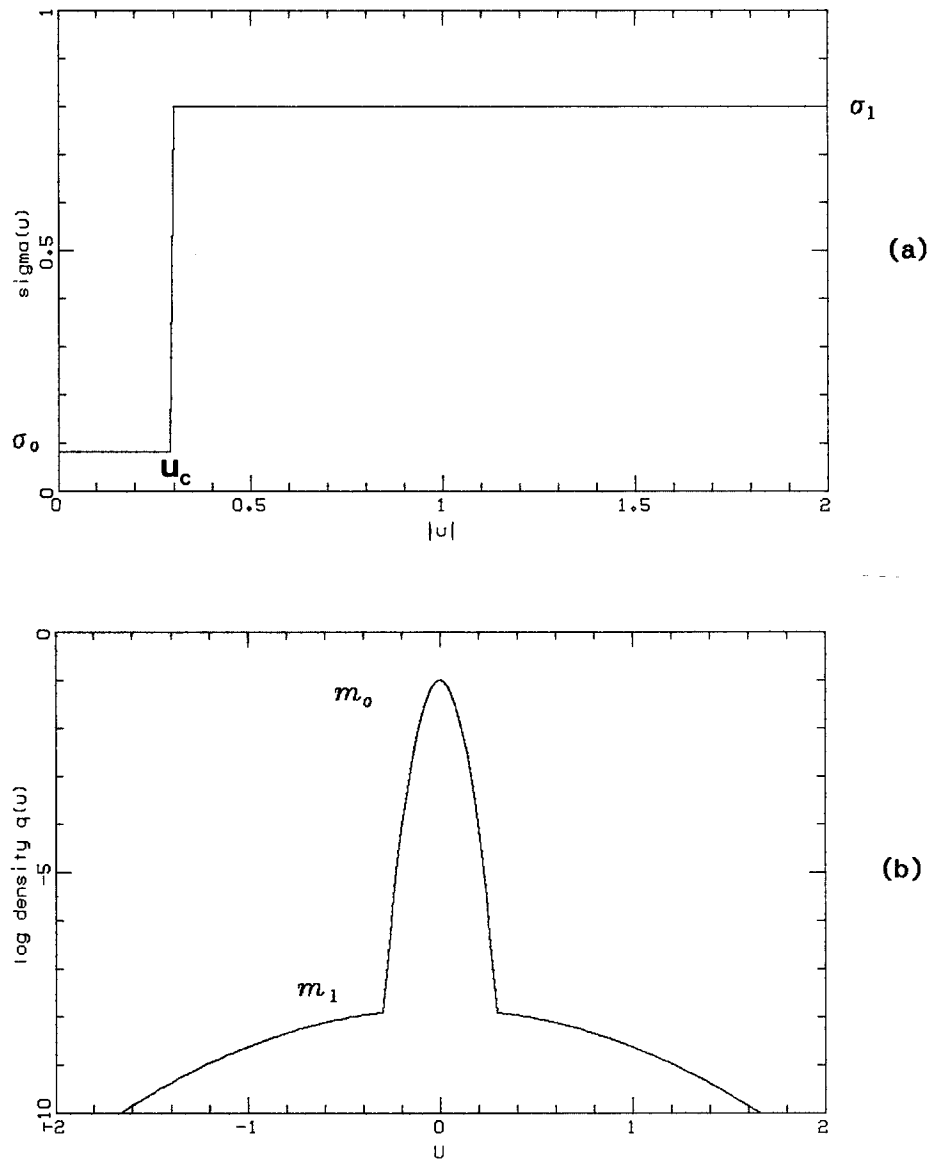 1
σ₁
sigma(u)
0.5
(a)
σ₀
u_c
0
0 0.5 1 1.5 2
|u|
0
m₀
log density q(u)
-5
(b)
m₁
-10
-2 -1 0 1 2
U